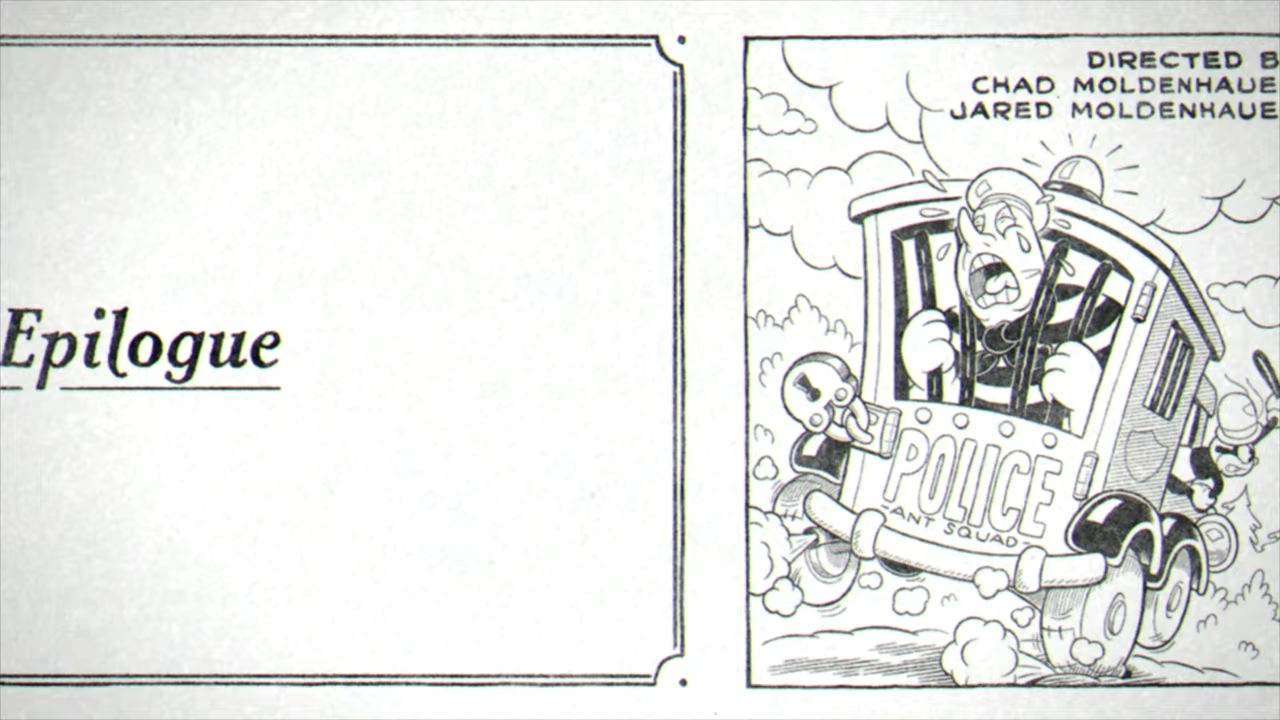 Epilogue
DIRECTED B
CHAD MOLDENHAUE
JARED MOLDENHAUE
POLICE
-ANT SQUAD-